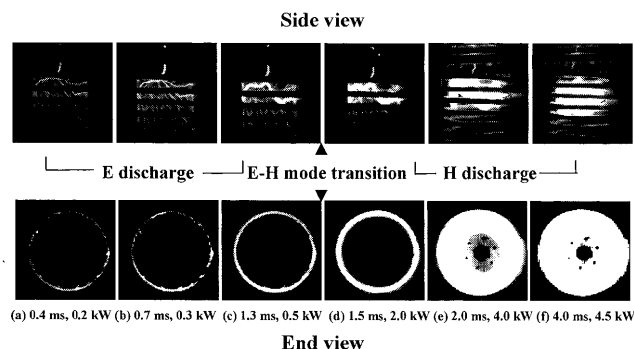 Side view
E discharge E-H mode transition H discharge
(a) 0.4 ms, 0.2 kW (b) 0.7 ms, 0.3 kW (c) 1.3 ms, 0.5 kW (d) 1.5 ms, 2.0 kW (e) 2.0 ms, 4.0 kW (f) 4.0 ms, 4.5 kW
End view